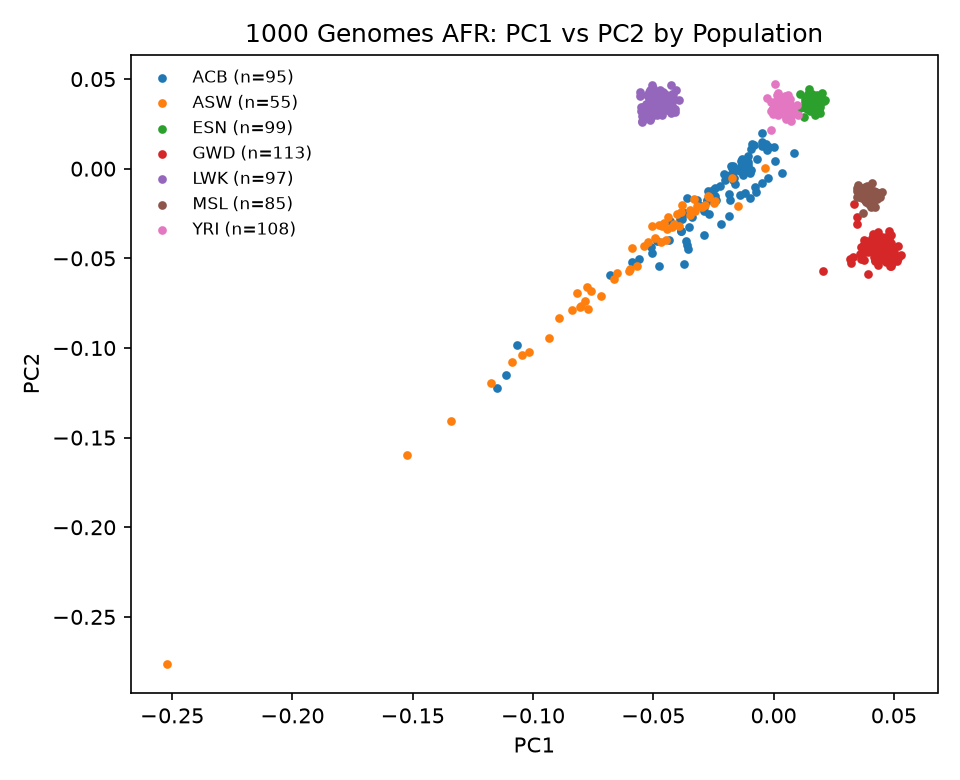 1000 Genomes AFR: PC1 vs PC2 by Population
ACB (n=95)
ASW (n=55)
ESN (n=99)
GWD (n=113)
LWK (n=97)
MSL (n=85)
YRI (n=108)
0.05
0.00
−0.05
−0.10
−0.15
−0.20
−0.25
PC2
−0.25
−0.20
−0.15
−0.10
−0.05
0.00
0.05
PC1